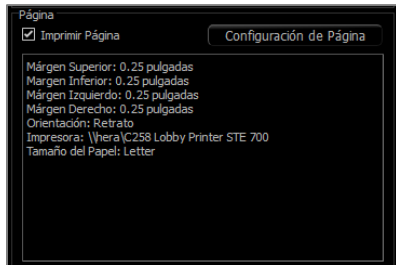 Página
Imprimir Página
Configuración de Página
Márgen Superior: 0.25 pulgadas
Margen Inferior: 0.25 pulgadas
Márgen Izquierdo: 0.25 pulgadas
Márgen Derecho: 0.25 pulgadas
Orientación: Retrato
Impresora: \\hera\C258 Lobby Printer STE 700
Tamaño del Papel: Letter